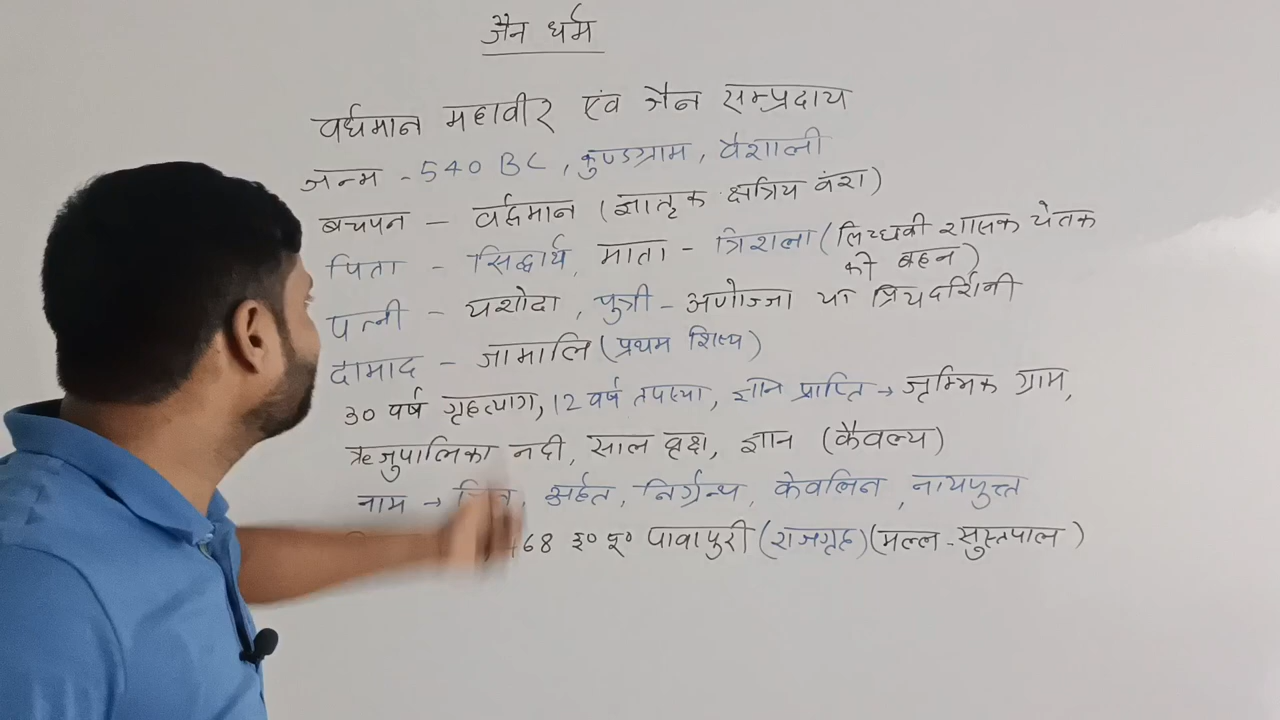 जैन धर्म
वर्धमान महावीर एवं जैन सम्प्रदाय
जन्म - 540 BC, कुण्डग्राम, वैशाली
बचपन - वर्द्धमान (ज्ञातृक क्षत्रिय वंश)
पिता - सिद्धार्थ, माता - त्रिशला (लिच्छवी शासक चेतक
की बहन)
पत्नी - यशोदा, पुत्री - अणोज्जा या प्रियदर्शिनी
दामाद - जामालि (प्रथम शिष्य)
30 वर्ष गृहत्याग, 12 वर्ष तपस्या, ज्ञान प्राप्ति → जृम्भिक ग्राम,
ऋजुपालिका नदी, साल वृक्ष, ज्ञान (कैवल्य)
नाम → अर्हत, निर्ग्रन्थ, केवलिन, नायपुत्त
468 ई० पू० पावापुरी (राजगृह) (मल्ल - सुस्तपाल)